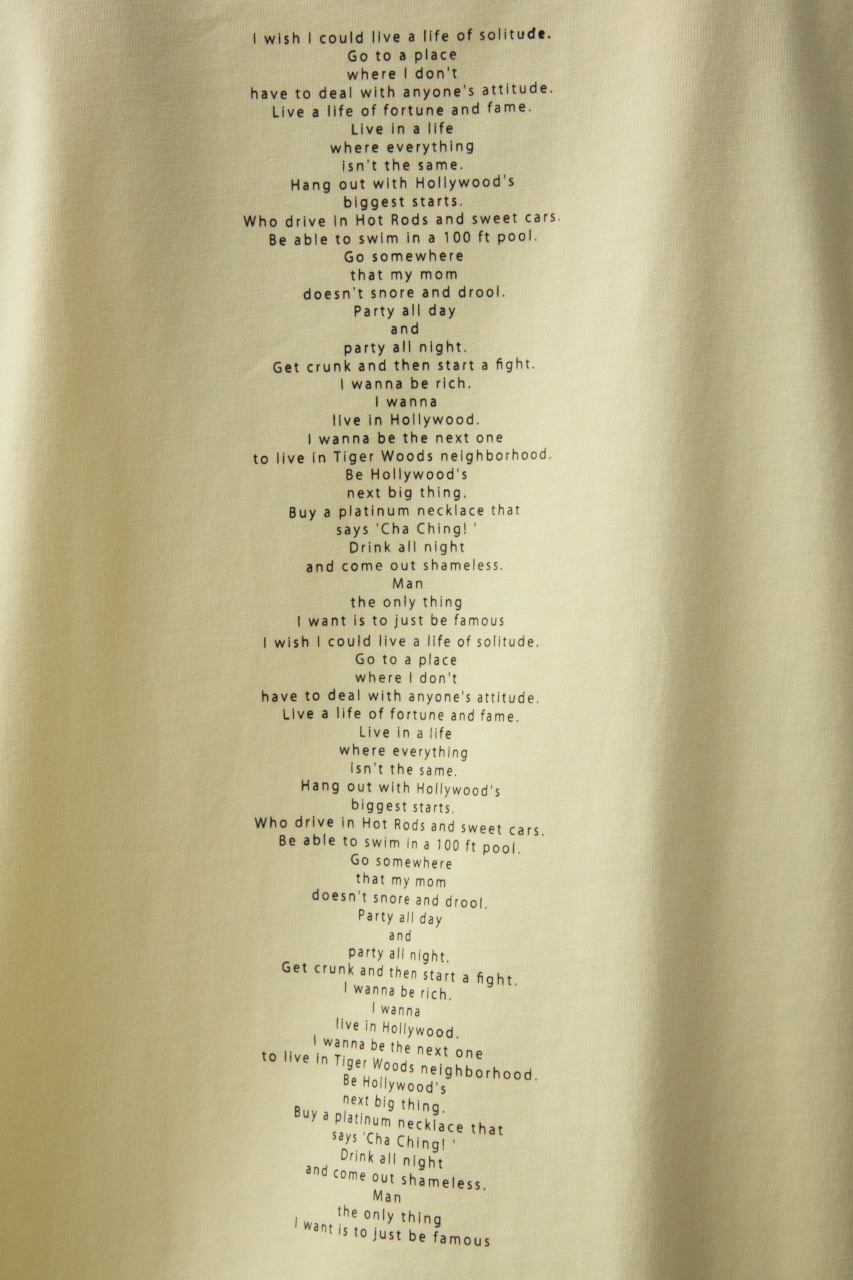 I wish I could live a life of solitude.
Go to a place
where I don't
have to deal with anyone's attitude.
Live a life of fortune and fame.
Live in a life
where everything
isn't the same.
Hang out with Hollywood's
biggest starts.
Who drive in Hot Rods and sweet cars.
Be able to swim in a 100 ft pool.
Go somewhere
that my mom
doesn't snore and drool.
Party all day
and
party all night.
Get crunk and then start a fight.
I wanna be rich.
I wanna
live in Hollywood.
I wanna be the next one
to live in Tiger Woods neighborhood.
Be Hollywood's
next big thing.
Buy a platinum necklace that
says 'Cha Ching! '
Drink all night
and come out shameless.
Man
the only thing
I want is to just be famous
I wish I could live a life of solitude.
Go to a place
where I don't
have to deal with anyone's attitude.
Live a life of fortune and fame.
Live in a life
where everything
isn't the same.
Hang out with Hollywood's
biggest starts.
Who drive in Hot Rods and sweet cars.
Be able to swim in a 100 ft pool.
Go somewhere
that my mom
doesn't snore and drool.
Party all day
and
party all night.
Get crunk and then start a fight.
I wanna be rich.
I wanna
live in Hollywood.
I wanna be the next one
to live in Tiger Woods neighborhood.
Be Hollywood's
next big thing.
Buy a platinum necklace that
says 'Cha Ching! '
Drink all night
and come out shameless.
Man
the only thing
I want is to just be famous